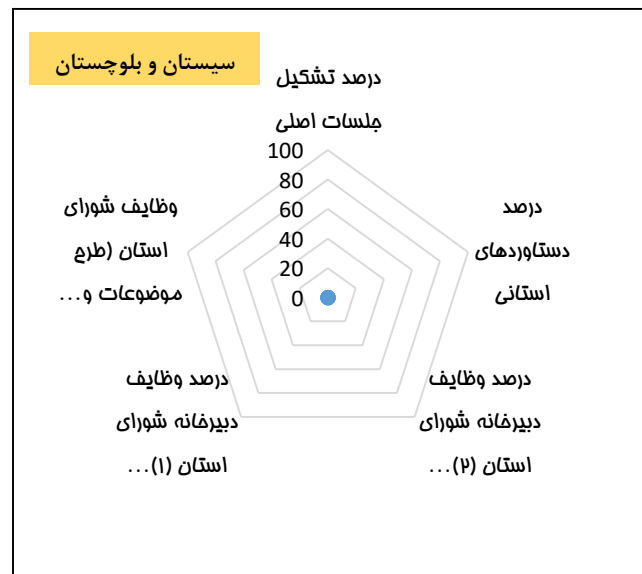 سیستان و بلوچستان
درصد تشکیل
جلسات اصلی
100
80
60
40
20
0
درصد
دستاوردهای
استانی
درصد وظایف
دبیرخانه شورای
استان (۲)...
درصد وظایف
دبیرخانه شورای
استان (۱)...
وظایف شورای
استان (طرح
موضوعات و...